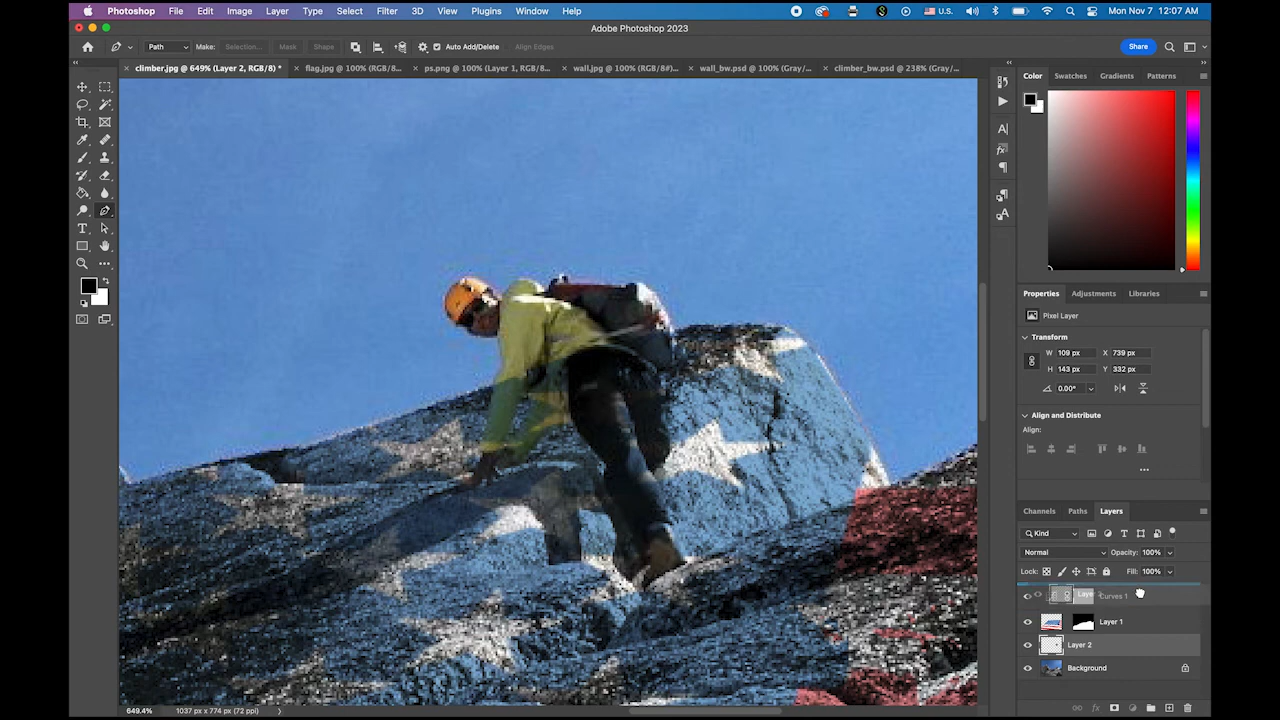 Photoshop File Edit Image Layer Type Select Filter 3D View Plugins Window Help U.S. Mon Nov 7 12:07 AM
Adobe Photoshop 2023
Path Make: Selection... Mask Shape Auto Add/Delete Align Edges Share
climber.jpg @ 649% (Layer 2, RGB/8) * flag.jpg @ 100% (RGB/8... ps.png @ 100% (Layer 1, RGB/8... wall.jpg @ 100% (RGB/8#)... wall_bw.psd @ 100% (Gray/... climber_bw.psd @ 238% (Gray/...
Color Swatches Gradients Patterns
Properties Adjustments Libraries
Pixel Layer
Transform
W 109 px X 739 px
H 143 px Y 332 px
0.00°
Align and Distribute
Align:
Channels Paths Layers
Kind
Normal Opacity: 100%
Lock: Fill: 100%
Curves 1
Layer 1
Layer 2
Background
649.4% 1037 px x 774 px (72 ppi)